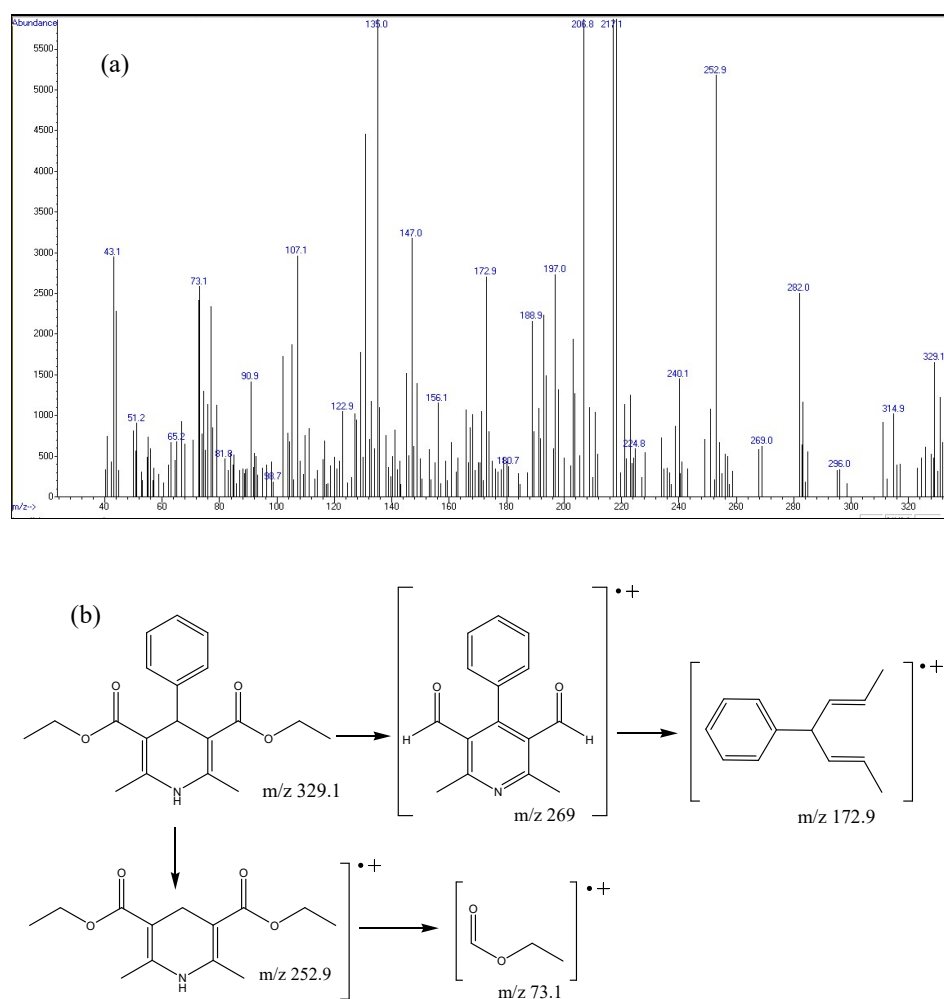 Abundance
(a)
135.0
206.8
217.1
252.9
5500
5000
4500
4000
3500
3000
2500
2000
1500
1000
500
0
147.0
43.1
107.1
73.1
172.9
197.0
282.0
188.9
329.1
90.9
240.1
51.2
122.9
156.1
314.9
65.2
81.8
98.7
180.7
224.8
269.0
296.0
m/z-->
40 60 80 100 120 140 160 180 200 220 240 260 280 300 320
(b)
O O
O O
N
H
m/z 329.1
• +
O O
H H
N
m/z 269
• +
m/z 172.9
O O
O O
N
H
• +
m/z 252.9
O
O
• +
m/z 73.1